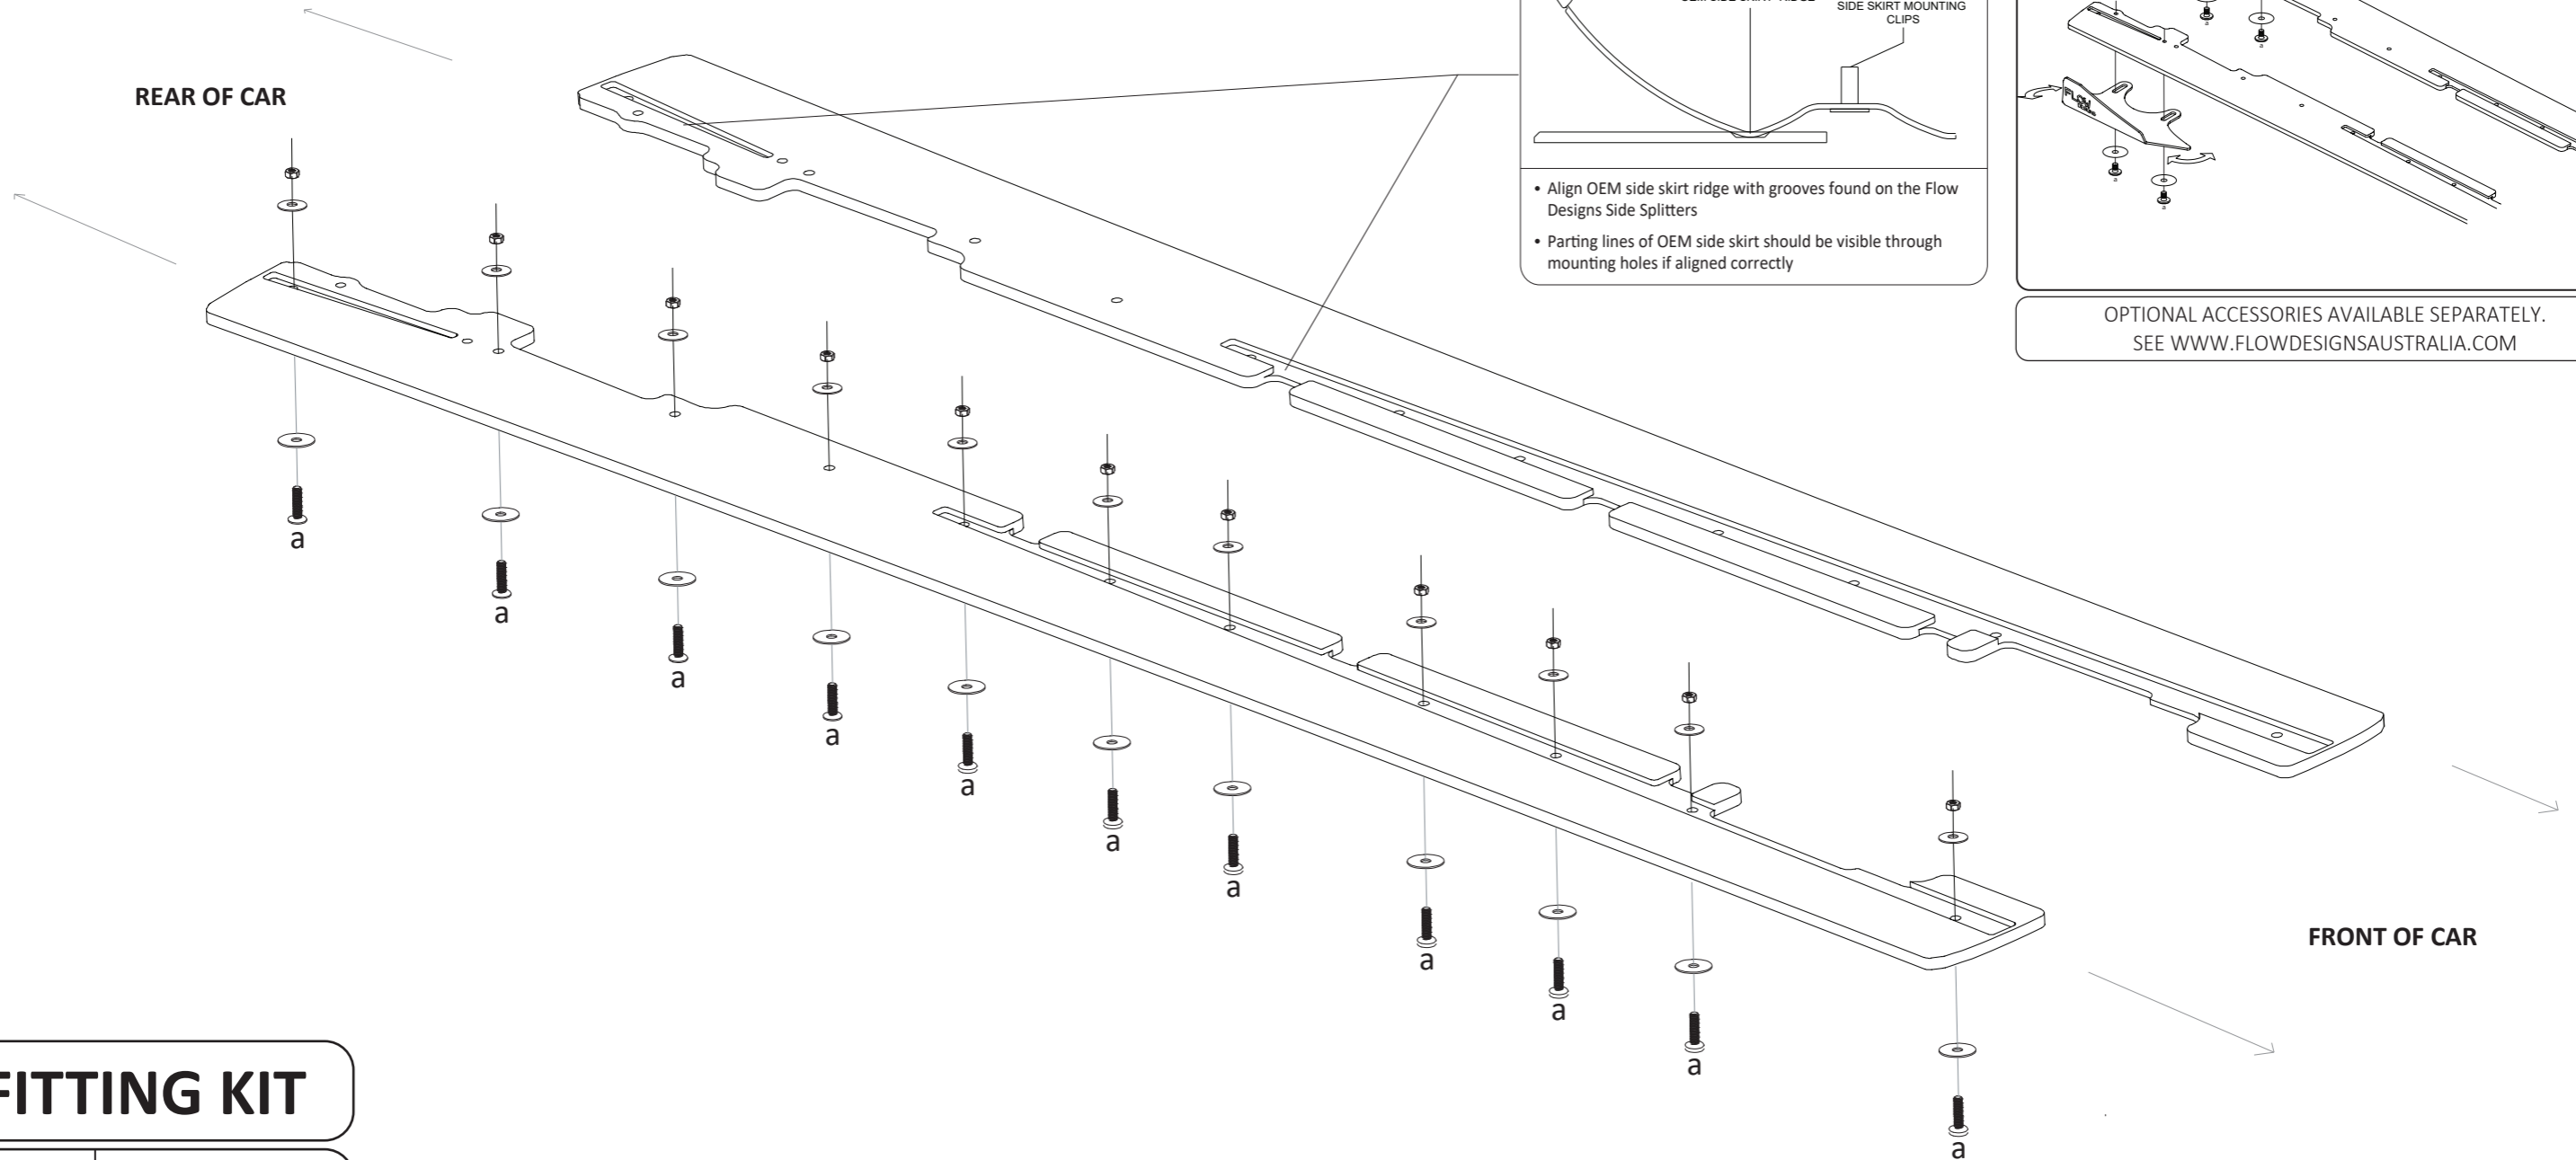 SIDE SKIRT MOUNTING
CLIPS
REAR OF CAR
FLOW
• Align OEM side skirt ridge with grooves found on the Flow
Designs Side Splitters
• Parting lines of OEM side skirt should be visible through
mounting holes if aligned correctly
OPTIONAL ACCESSORIES AVAILABLE SEPARATELY.
SEE WWW.FLOWDESIGNSAUSTRALIA.COM
a
a
a
a
a
a
a
a
a
a
a
FRONT OF CAR
FITTING KIT